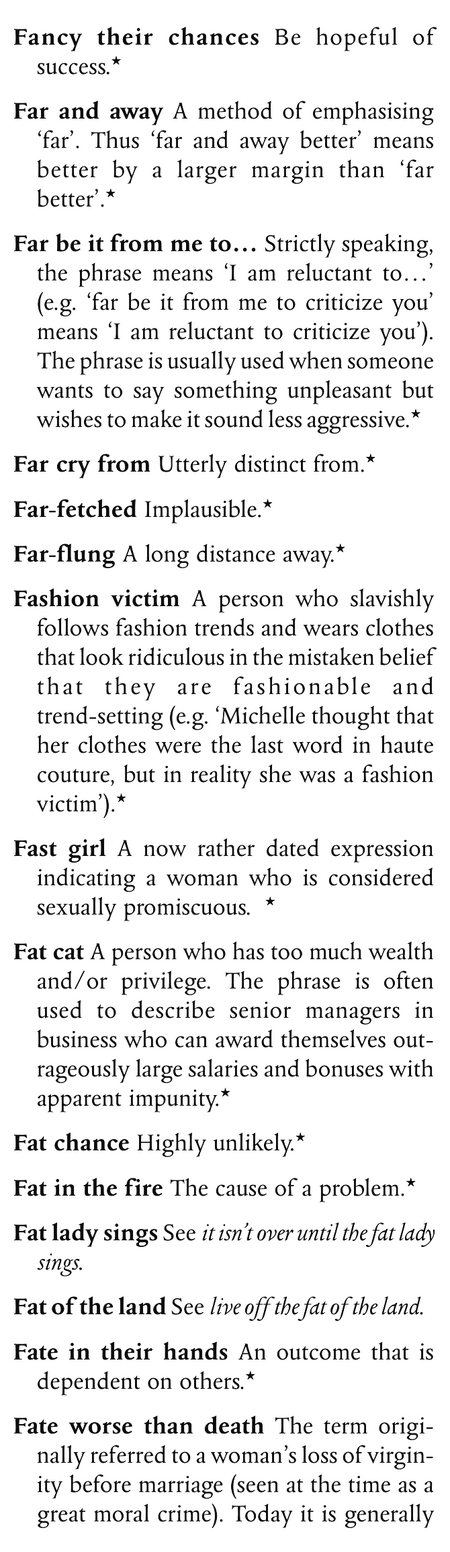 Fancy their chances Be hopeful of
success.★
Far and away A method of emphasising
‘far’. Thus ‘far and away better’ means
better by a larger margin than ‘far
better’.★
Far be it from me to… Strictly speaking,
the phrase means ‘I am reluctant to…’
(e.g. ‘far be it from me to criticize you’
means ‘I am reluctant to criticize you’).
The phrase is usually used when someone
wants to say something unpleasant but
wishes to make it sound less aggressive.★
Far cry from Utterly distinct from.★
Far-fetched Implausible.★
Far-flung A long distance away.★
Fashion victim A person who slavishly
follows fashion trends and wears clothes
that look ridiculous in the mistaken belief
that they are fashionable and
trend-setting (e.g. ‘Michelle thought that
her clothes were the last word in haute
couture, but in reality she was a fashion
victim’).★
Fast girl A now rather dated expression
indicating a woman who is considered
sexually promiscuous. ★
Fat cat A person who has too much wealth
and/or privilege. The phrase is often
used to describe senior managers in
business who can award themselves out-
rageously large salaries and bonuses with
apparent impunity.★
Fat chance Highly unlikely.★
Fat in the fire The cause of a problem.★
Fat lady sings See it isn’t over until the fat lady
sings.
Fat of the land See live off the fat of the land.
Fate in their hands An outcome that is
dependent on others.★
Fate worse than death The term origi-
nally referred to a woman’s loss of virgin-
ity before marriage (seen at the time as a
great moral crime). Today it is generally